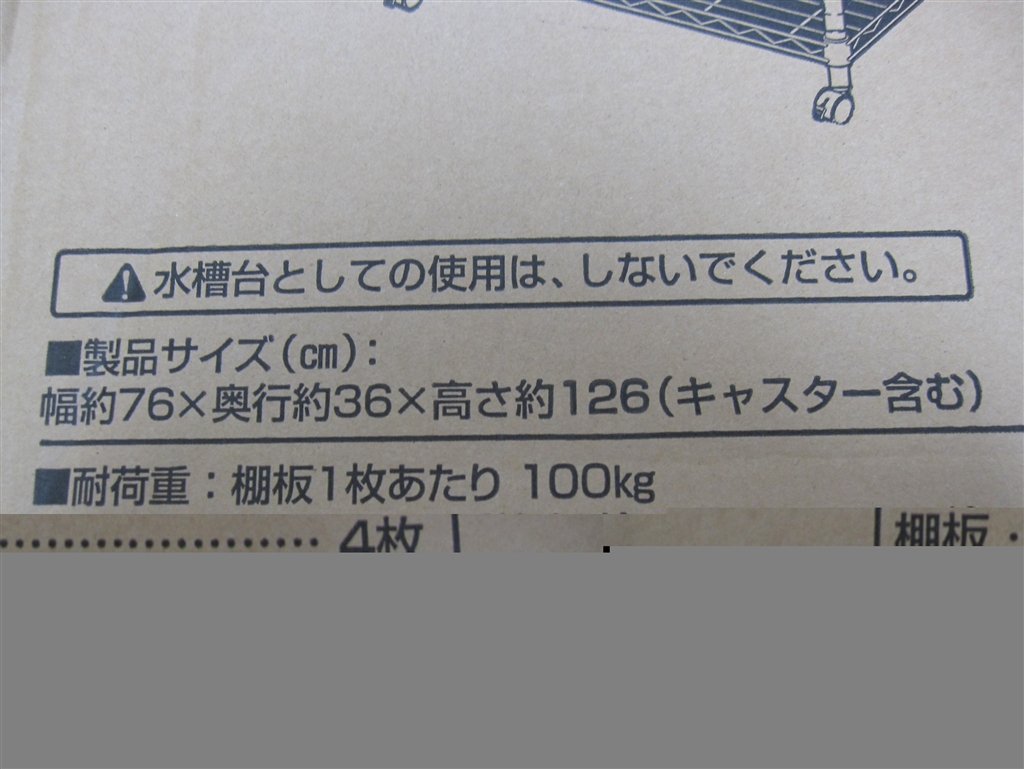 ⚠水槽台としての使用は、しないでください。
■製品サイズ(㎝):
幅約76×奥行約36×高さ約126(キャスター含む)
■耐荷重:棚板1枚あたり 100㎏
4枚
棚板